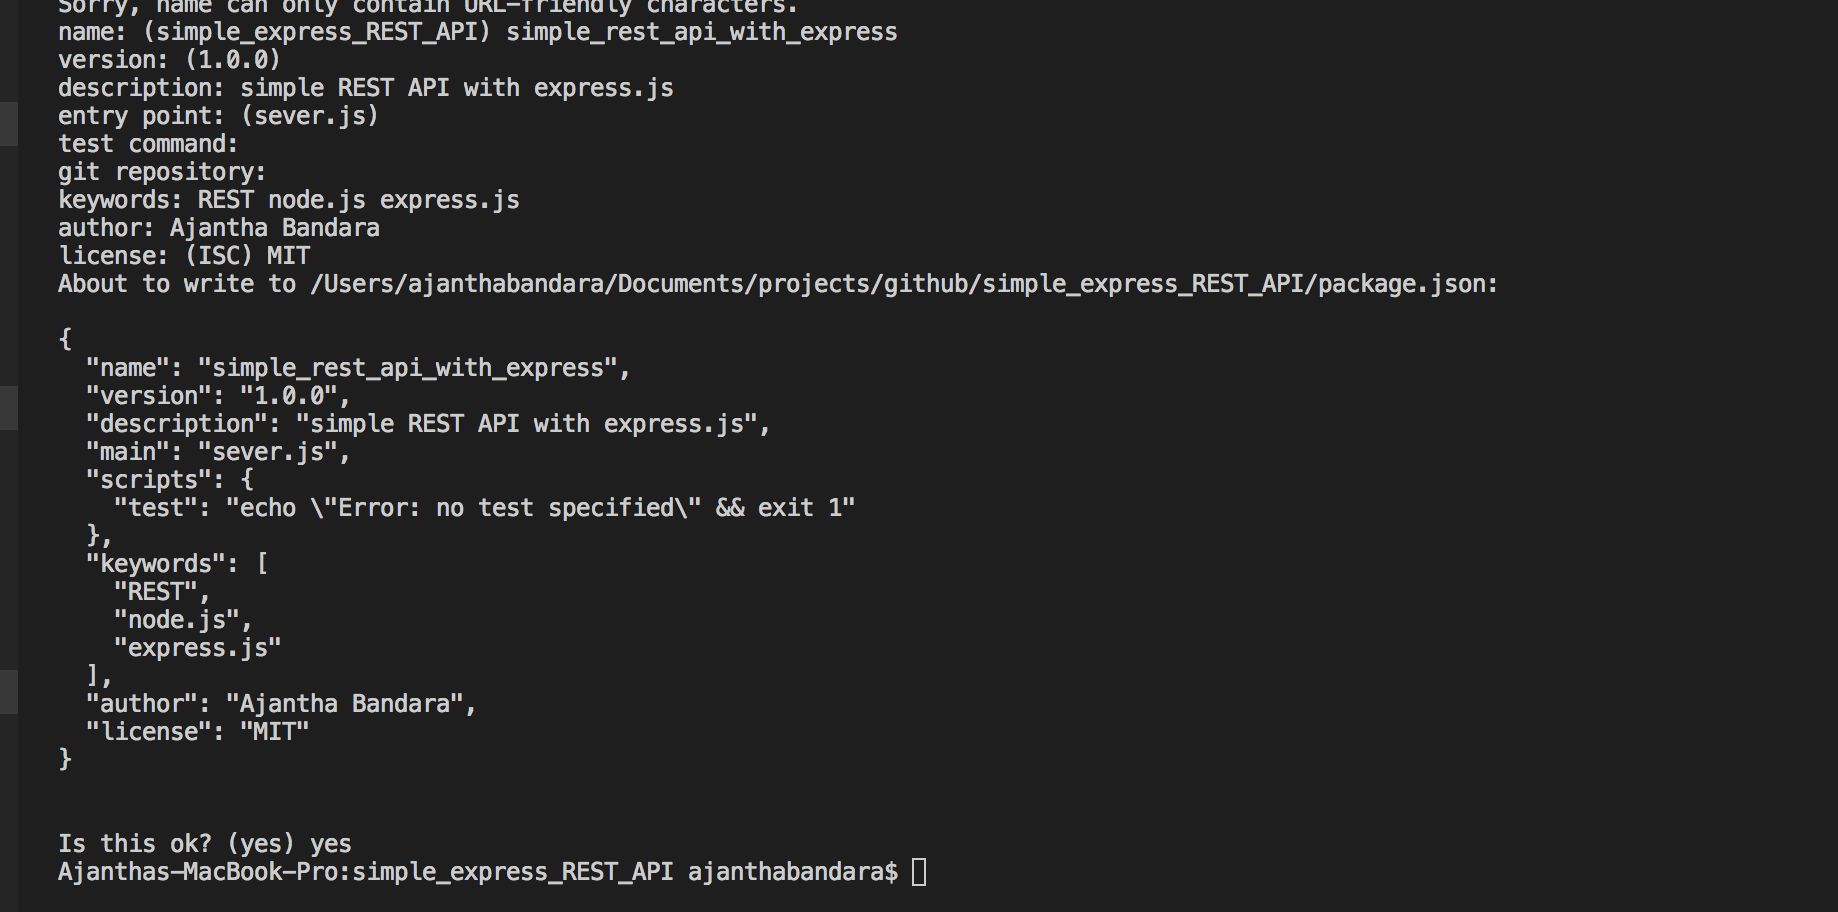 Sorry, name can only contain URL-friendly characters.
name: (simple_express_REST_API) simple_rest_api_with_express
version: (1.0.0)
description: simple REST API with express.js
entry point: (sever.js)
test command:
git repository:
keywords: REST node.js express.js
author: Ajantha Bandara
license: (ISC) MIT
About to write to /Users/ajanthabandara/Documents/projects/github/simple_express_REST_API/package.json:
{
  "name": "simple_rest_api_with_express",
  "version": "1.0.0",
  "description": "simple REST API with express.js",
  "main": "sever.js",
  "scripts": {
    "test": "echo \"Error: no test specified\" && exit 1"
  },
  "keywords": [
    "REST",
    "node.js",
    "express.js"
  ],
  "author": "Ajantha Bandara",
  "license": "MIT"
}
Is this ok? (yes) yes
Ajanthas-MacBook-Pro:simple_express_REST_API ajanthabandara$